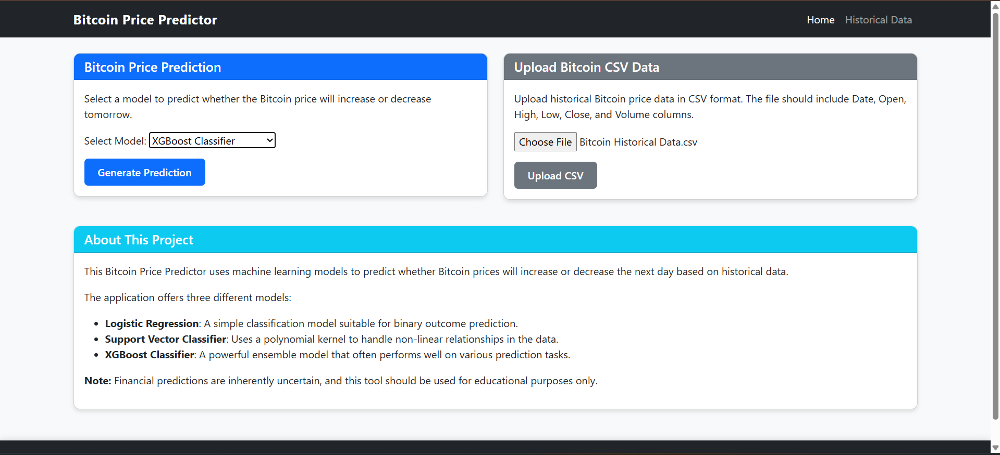 Bitcoin Price Predictor
Home
Historical Data
Bitcoin Price Prediction
Select a model to predict whether the Bitcoin price will increase or decrease
tomorrow.
Select Model: XGBoost Classifier
Generate Prediction
Upload Bitcoin CSV Data
Upload historical Bitcoin price data in CSV format. The file should include Date, Open,
High, Low, Close, and Volume columns.
Choose File Bitcoin Historical Data.csv
Upload CSV
About This Project
This Bitcoin Price Predictor uses machine learning models to predict whether Bitcoin prices will increase or decrease the next day based on historical data.
The application offers three different models:
• Logistic Regression: A simple classification model suitable for binary outcome prediction.
• Support Vector Classifier: Uses a polynomial kernel to handle non-linear relationships in the data.
• XGBoost Classifier: A powerful ensemble model that often performs well on various prediction tasks.
Note: Financial predictions are inherently uncertain, and this tool should be used for educational purposes only.